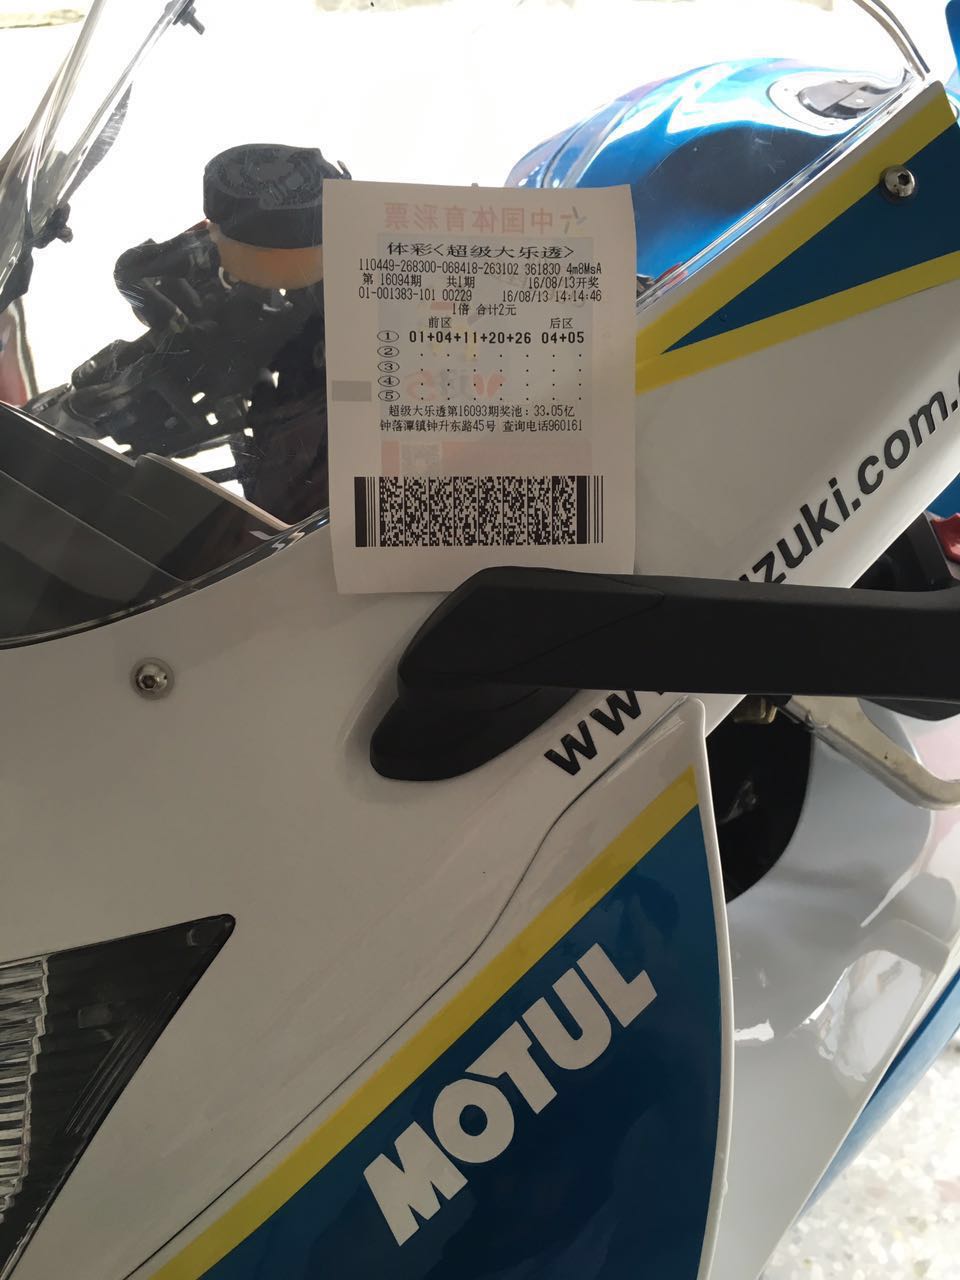 中国体育彩票
体彩<超级大乐透>
110449-268300-068418-263102 361830 4m8MsA
第 16094期 共1期 16/08/13开奖
01-001383-101 00229 16/08/13 14:14:46
1倍 合计2元
前区 后区
① 01+04+11+20+26 04+05
②
③
④
⑤
超级大乐透第16093期奖池：33.05亿
钟落潭镇钟升东路45号 查询电话960161
uzuki.com.
www.
MOTUL